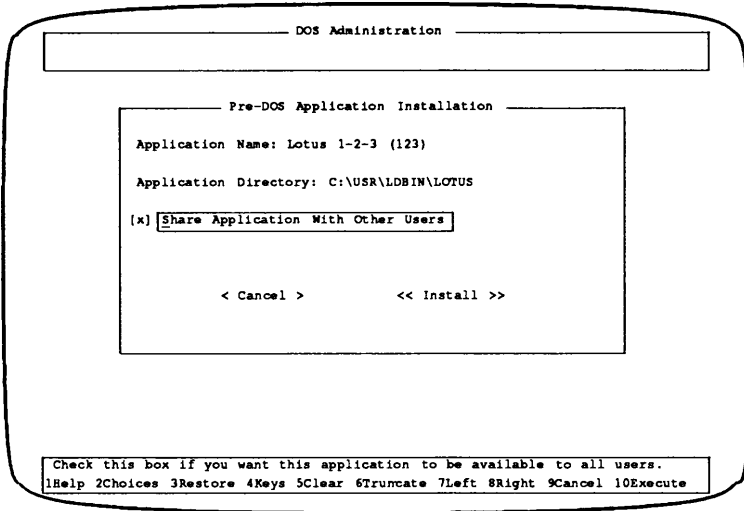 DOS Administration
Pre-DOS Application Installation
Application Name: Lotus 1-2-3 (123)
Application Directory: C:\USR\LDBIN\LOTUS
[x] Share Application With Other Users
< Cancel > << Install >>
Check this box if you want this application to be available to all users.
1Help 2Choices 3Restore 4Keys 5Clear 6Truncate 7Left 8Right 9Cancel 10Execute